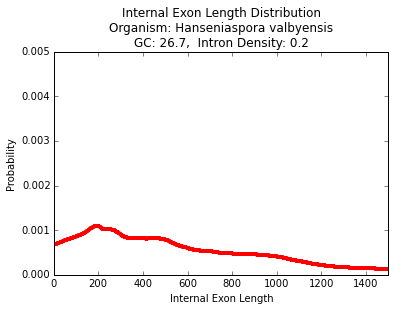 Internal Exon Length Distribution
Organism: Hanseniaspora valbyensis
GC: 26.7,  Intron Density: 0.2
0.005
0.004
0.003
0.002
0.001
0.000
Probability
0 200 400 600 800 1000 1200 1400
Internal Exon Length